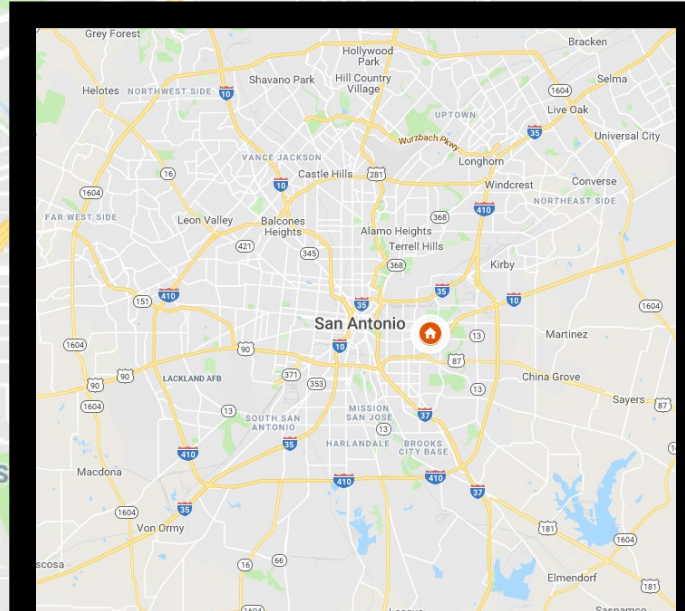 Grey Forest
Bracken
Hollywood
Park
Shavano Park
Hill Country
Village
Selma
Helotes
NORTHWEST SIDE
10
1604
Live Oak
UPTOWN
35
Universal City
Wurzbach Pkwy
VANCE JACKSON
Longhorn
16
Castle Hills
281
10
Windcrest
Converse
1604
NORTHEAST SIDE
410
FAR WEST SIDE
Leon Valley
Balcones
Heights
368
Alamo Heights
Terrell Hills
421
345
368
Kirby
410
35
10
151
35
1604
San Antonio
13
Martinez
1604
10
90
87
LACKLAND AFB
371
353
China Grove
90
90
13
1604
13
Sayers
87
SOUTH SAN
ANTONIO
MISSION
SAN JOSE
37
13
35
HARLANDALE
BROOKS
CITY BASE
410
Macdona
410
410
37
S
1604
35
Von Ormy
181
1604
16
66
scosa
Elmendorf
181
1604